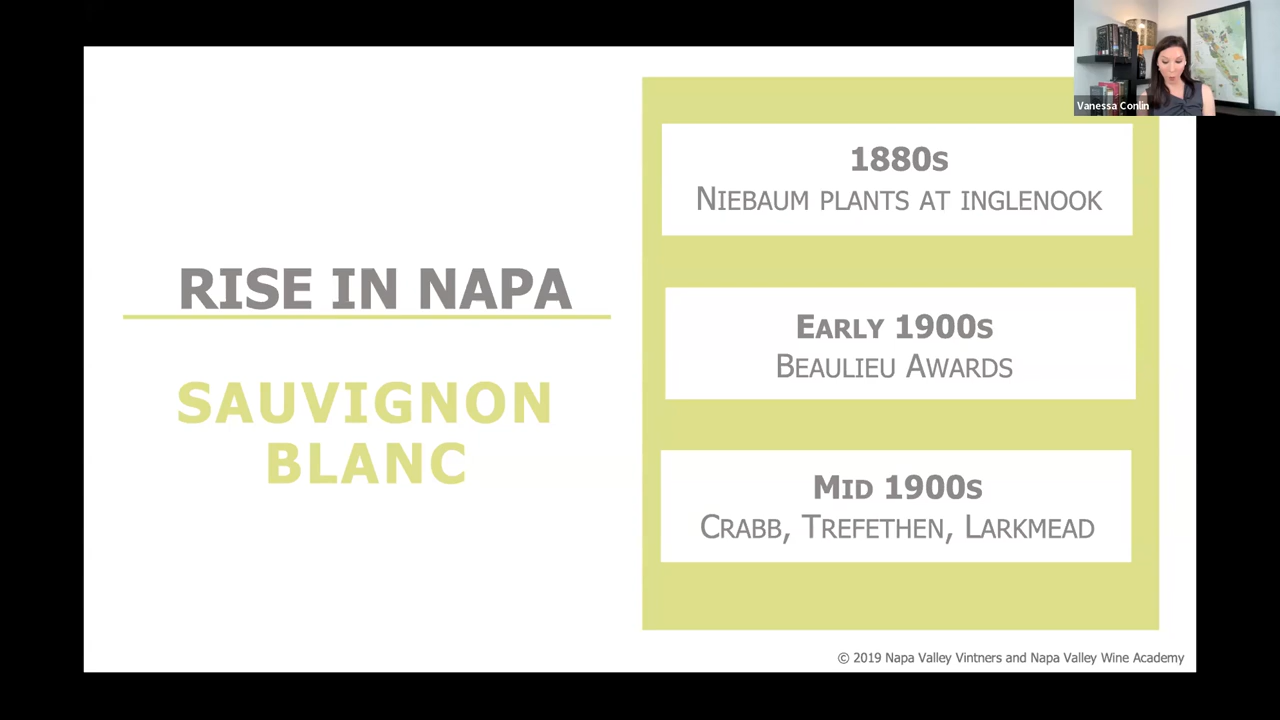 RISE IN NAPA
SAUVIGNON
BLANC
1880s
NIEBAUM PLANTS AT INGLENOOK
EARLY 1900s
BEAULIEU AWARDS
MID 1900s
CRABB, TREFETHEN, LARKMEAD
© 2019 Napa Valley Vintners and Napa Valley Wine Academy
Vanessa Conlin